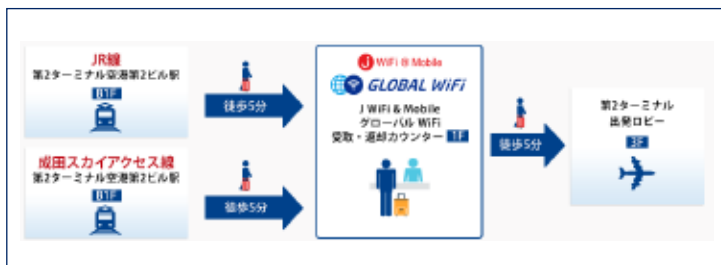 JR線
第2ターミナル空港第2ビル駅
B1F
徒歩5分
成田スカイアクセス線
第2ターミナル空港第2ビル駅
B1F
徒歩5分
J WiFi & Mobile
GLOBAL WiFi
J WiFi & Mobile
グローバル WiFi
受取・返却カウンター 1F
徒歩5分
第2ターミナル
出発ロビー
3F